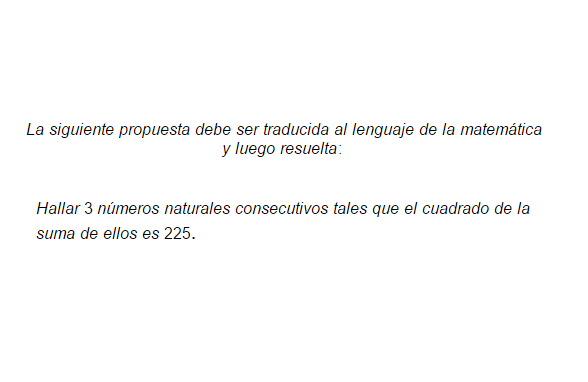 La siguiente propuesta debe ser traducida al lenguaje de la matemática
y luego resuelta:
Hallar 3 números naturales consecutivos tales que el cuadrado de la
suma de ellos es 225.